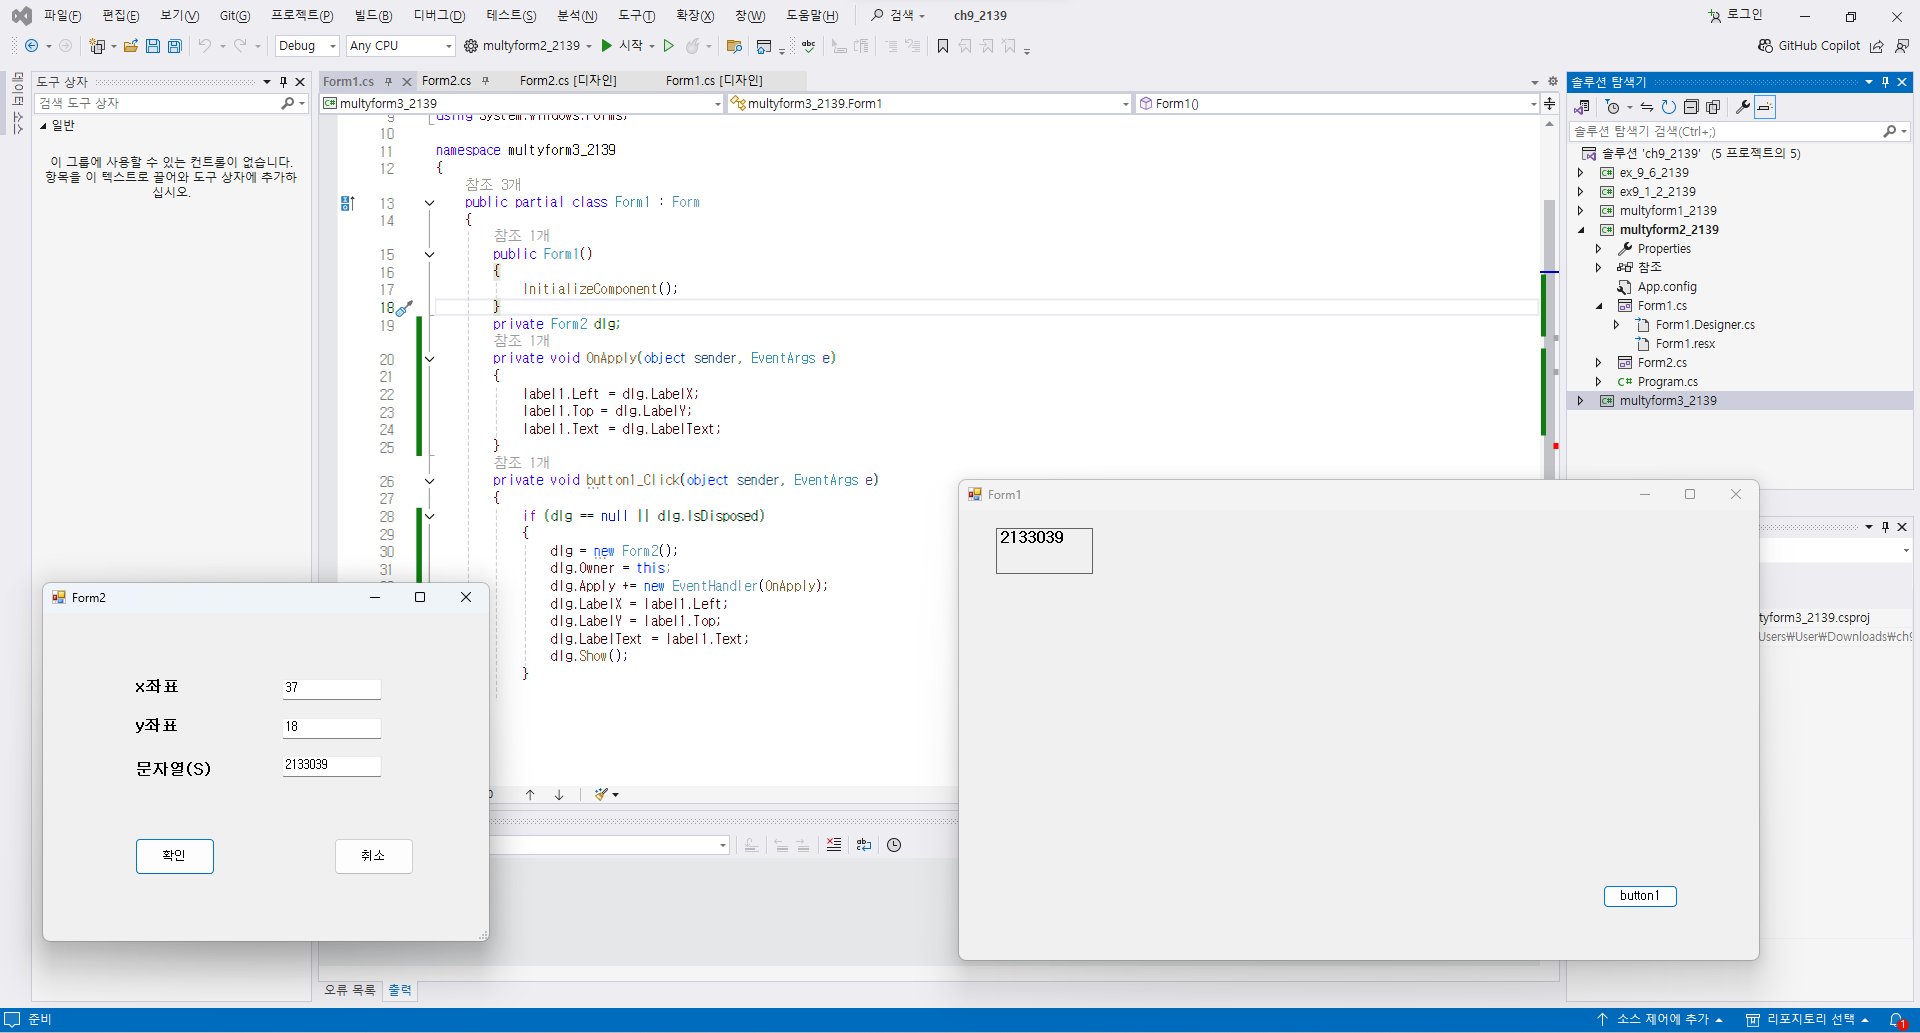 파일(F) 편집(E) 보기(V) Git(G) 프로젝트(P) 빌드(B) 디버그(D) 테스트(S) 분석(N) 도구(T) 확장(X) 창(W) 도움말(H) 검색 ch9_2139 로그인
Debug Any CPU multyform2_2139 시작 GitHub Copilot
도구 상자
검색 도구 상자
일반
이 그룹에 사용할 수 있는 컨트롤이 없습니다.
항목을 이 텍스트로 끌어와 도구 상자에 추가하
십시오.
Form1.cs Form2.cs Form2.cs [디자인] Form1.cs [디자인]
multyform3_2139 multyform3_2139.Form1 Form1()
9 using System.Windows.Forms;
10
11 namespace multyform3_2139
12 {
참조 3개
13 public partial class Form1 : Form
14 {
참조 1개
15 public Form1()
16 {
17 InitializeComponent();
18 }
19 private Form2 dlg;
참조 1개
20 private void OnApply(object sender, EventArgs e)
21 {
22 label1.Left = dlg.LabelX;
23 label1.Top = dlg.LabelY;
24 label1.Text = dlg.LabelText;
25 }
참조 1개
26 private void button1_Click(object sender, EventArgs e)
27 {
28 if (dlg == null || dlg.IsDisposed)
29 {
30 dlg = new Form2();
31 dlg.Owner = this;
dlg.Apply += new EventHandler(OnApply);
dlg.LabelX = label1.Left;
dlg.LabelY = label1.Top;
dlg.LabelText = label1.Text;
dlg.Show();
}
솔루션 탐색기
솔루션 탐색기 검색(Ctrl+;)
솔루션 'ch9_2139' (5 프로젝트의 5)
ex_9_6_2139
ex9_1_2_2139
multyform1_2139
multyform2_2139
Properties
참조
App.config
Form1.cs
Form1.Designer.cs
Form1.resx
Form2.cs
Program.cs
multyform3_2139
Form1
2133039
button1
Form2
x좌표 37
y좌표 18
문자열(S) 2133039
확인 취소
tyform3_2139.csproj
Users₩User₩Downloads₩ch9
오류 목록 출력
준비 소스 제어에 추가 리포지토리 선택 1